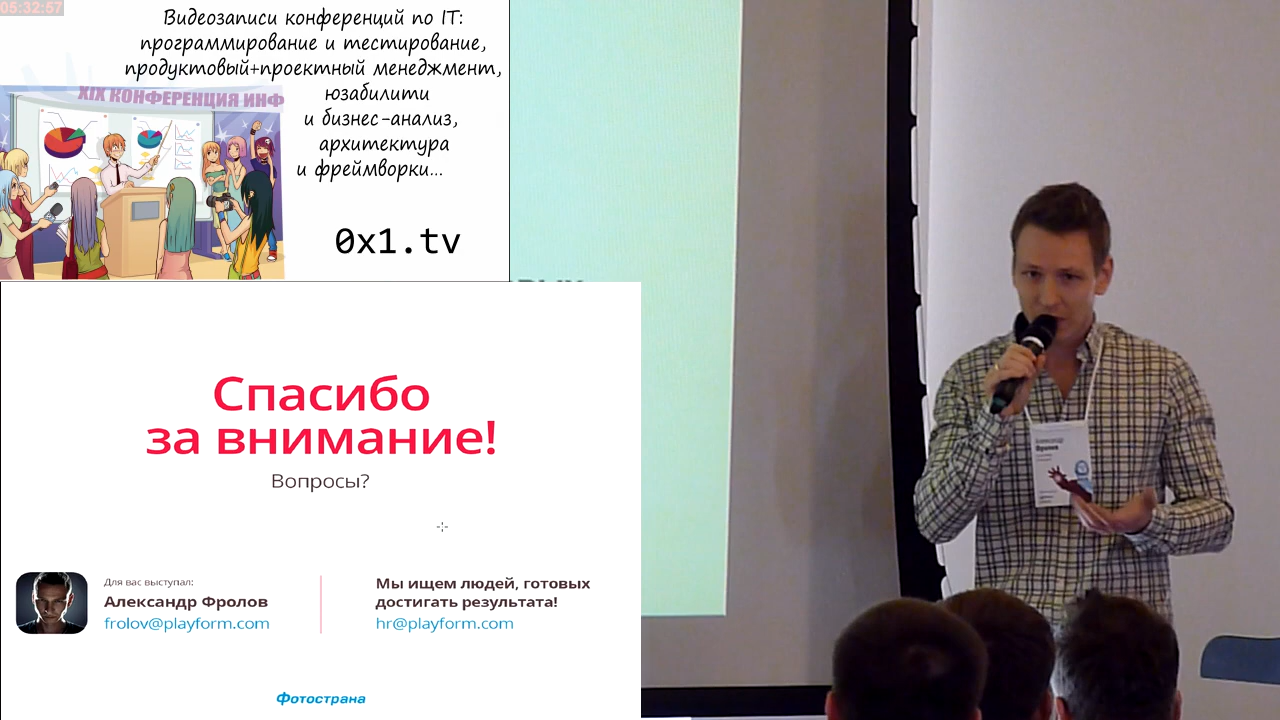 05:32:57
Видеозаписи конференций по IT:
программирование и тестирование,
продуктовый+проектный менеджмент,
юзабилити
и бизнес-анализ,
архитектура
и фреймворки...
XIX КОНФЕРЕНЦИЯ ИНФ
0x1.tv
Спасибо
за внимание!
Вопросы?
Для вас выступал:
Александр Фролов
frolov@playform.com
Мы ищем людей, готовых
достигать результата!
hr@playform.com
Фотострана
Александр
Фролов